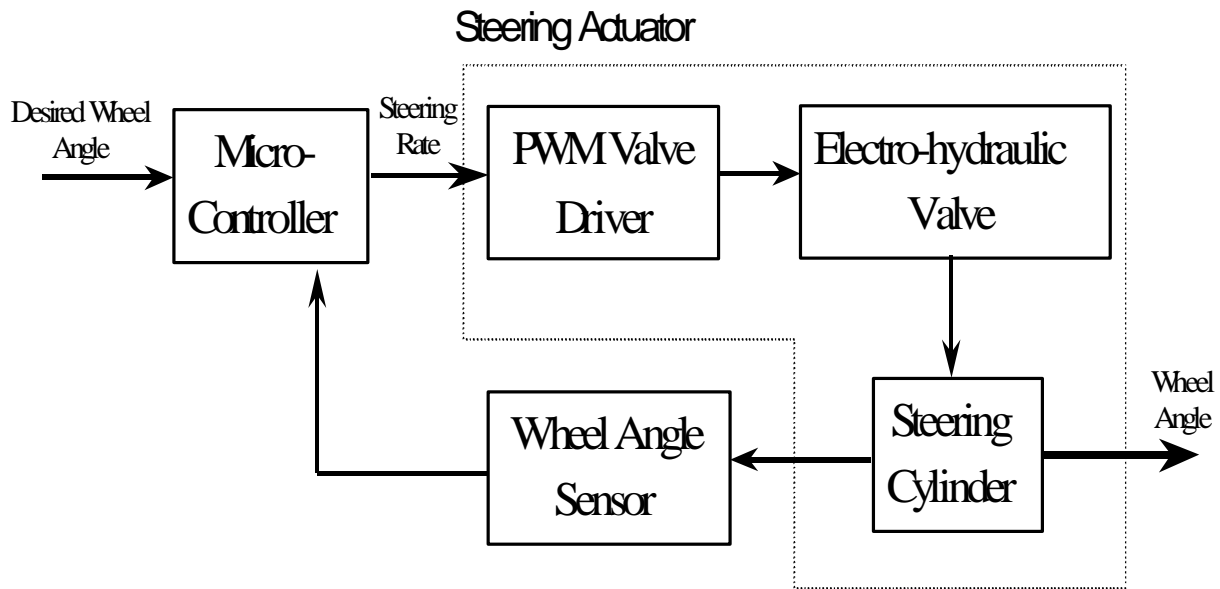 Steering Actuator
Desired Wheel
Angle
Micro-
Controller
Steering
Rate
PWM Valve
Driver
Electro-hydraulic
Valve
Wheel Angle
Sensor
Steering
Cylinder
Wheel
Angle